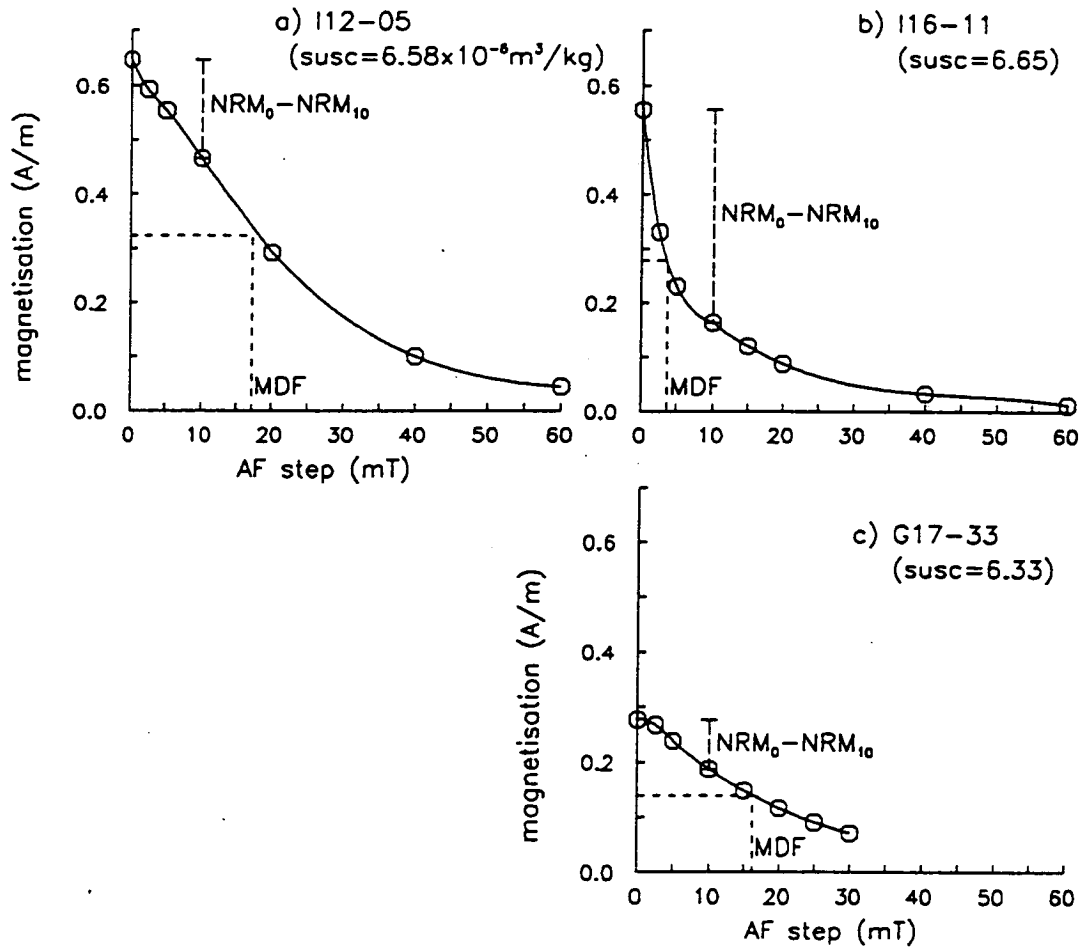 a) I12-05
(susc=6.58x10⁻⁶m³/kg)
magnetisation (A/m)
0.6
0.4
0.2
0.0
NRM₀-NRM₁₀
MDF
0 10 20 30 40 50 60
AF step (mT)
b) I16-11
(susc=6.65)
0.6
0.4
0.2
0.0
NRM₀-NRM₁₀
MDF
0 10 20 30 40 50 60
c) G17-33
(susc=6.33)
magnetisation (A/m)
0.6
0.4
0.2
0.0
NRM₀-NRM₁₀
MDF
0 10 20 30 40 50 60
AF step (mT)